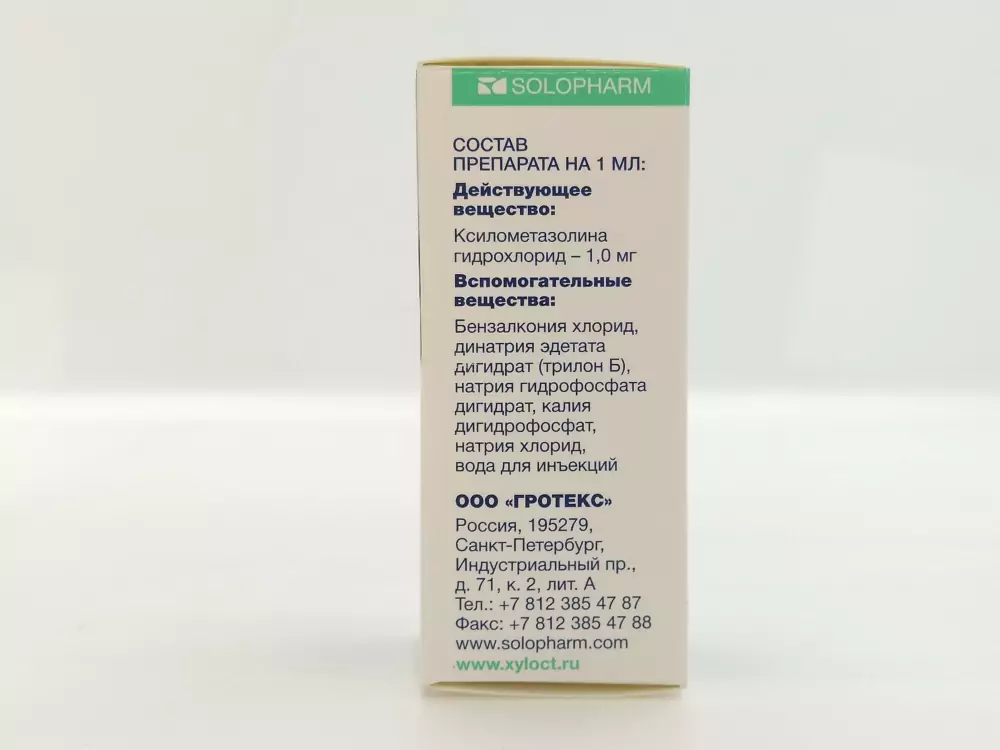 SOLOPHARM
СОСТАВ
ПРЕПАРАТА НА 1 МЛ:
Действующее
вещество:
Ксилометазолина
гидрохлорид – 1,0 мг
Вспомогательные
вещества:
Бензалкония хлорид,
динатрия эдетата
дигидрат (трилон Б),
натрия гидрофосфата
дигидрат, калия
дигидрофосфат,
натрия хлорид,
вода для инъекций
ООО «ГРОТЕКС»
Россия, 195279,
Санкт-Петербург,
Индустриальный пр.,
д. 71, к. 2, лит. А
Тел.: +7 812 385 47 87
Факс: +7 812 385 47 88
www.solopharm.com
www.xyloct.ru